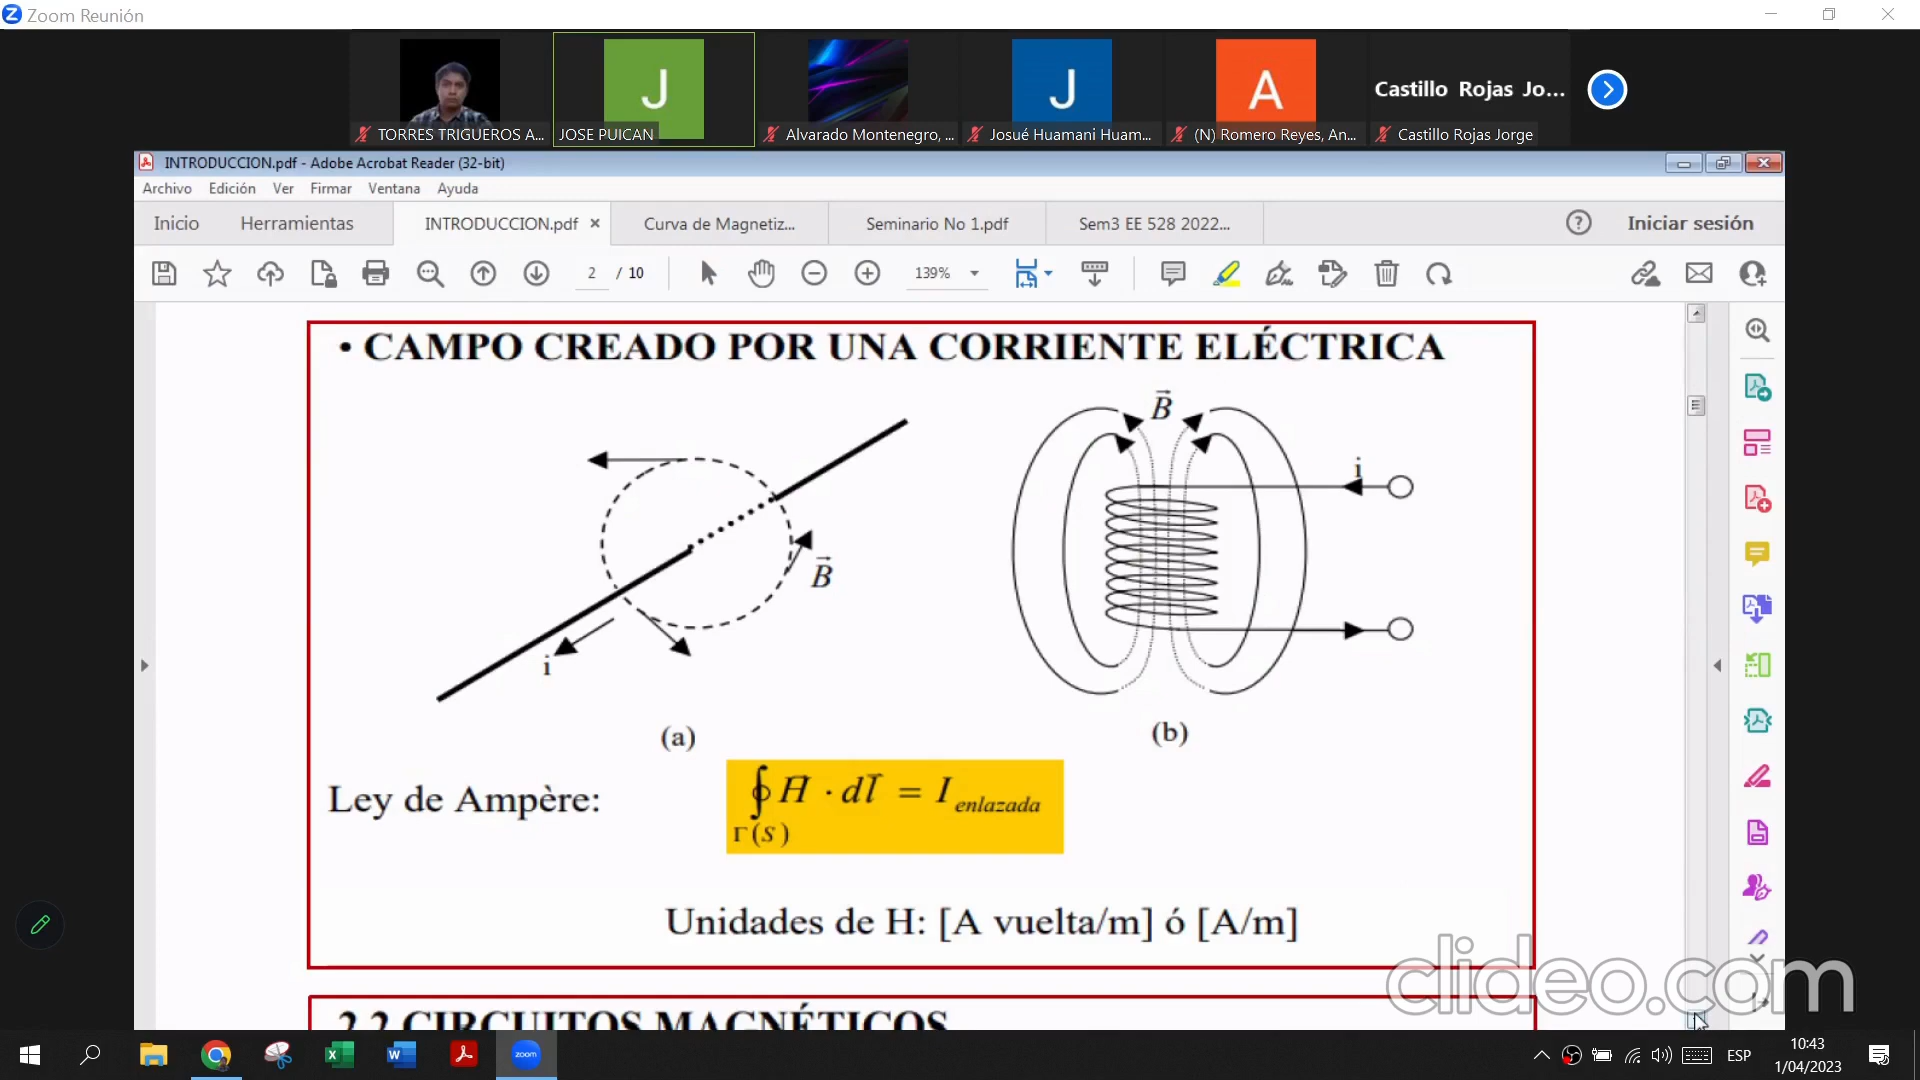 Zoom Reunión
J
J
A
Castillo Rojas Jo...
TORRES TRIGUEROS A...
JOSE PUICAN
Alvarado Montenegro, ...
Josué Huamani Huam...
(N) Romero Reyes, An...
Castillo Rojas Jorge
INTRODUCCION.pdf - Adobe Acrobat Reader (32-bit)
Archivo Edición Ver Firmar Ventana Ayuda
Inicio Herramientas INTRODUCCION.pdf × Curva de Magnetiz... Seminario No 1.pdf Sem3 EE 528 2022... ? Iniciar sesión
2 / 10 139%
• CAMPO CREADO POR UNA CORRIENTE ELÉCTRICA
B⃗
i
B⃗
i
(a) (b)
Ley de Ampère: ∮Γ(S) H⃗ · dl⃗ = I enlazada
Unidades de H: [A vuelta/m] ó [A/m]
2.2 CIRCUITOS MAGNÉTICOS
clideo.com
zoom
ESP
10:43
1/04/2023